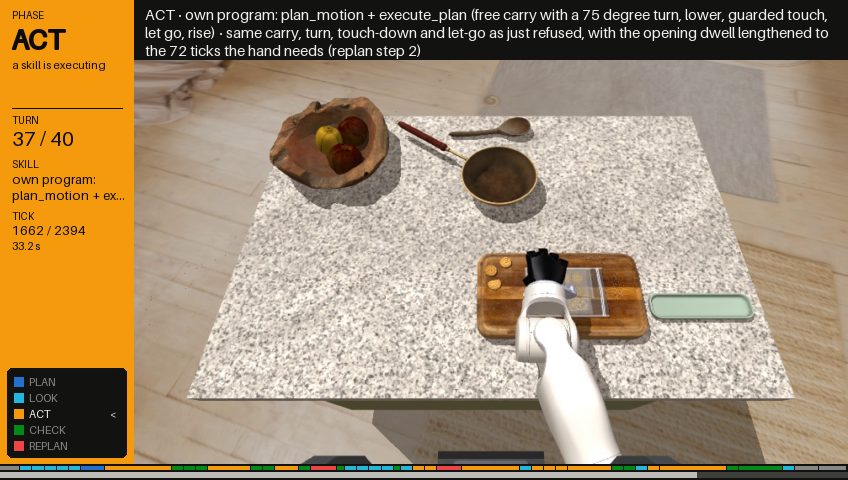 PHASE
ACT
a skill is executing
TURN
37 / 40
SKILL
own program:
plan_motion + ex...
TICK
1662 / 2394
33.2 s
PLAN
LOOK
ACT <
CHECK
REPLAN
ACT · own program: plan_motion + execute_plan (free carry with a 75 degree turn, lower, guarded touch,
let go, rise) · same carry, turn, touch-down and let-go as just refused, with the opening dwell lengthened to
the 72 ticks the hand needs (replan step 2)